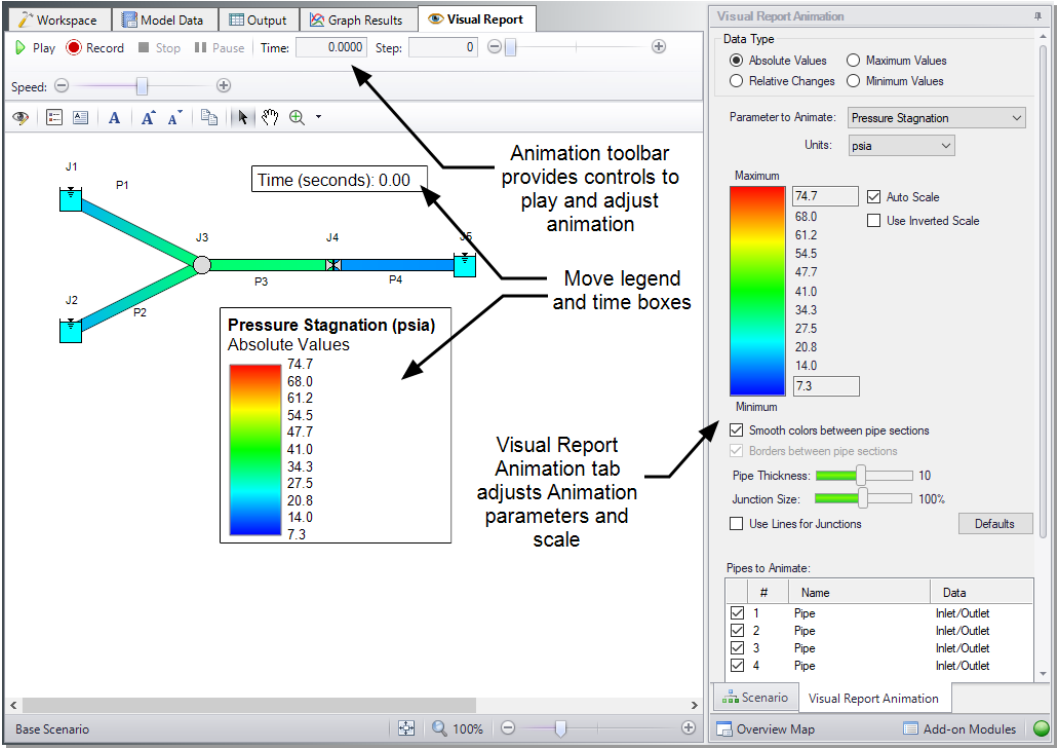 Workspace Model Data Output Graph Results Visual Report
Play Record Stop Pause Time: 0.0000 Step: 0
Speed:
A A A
J1
P1
Time (seconds): 0.00
J3
J4
J5
P3
P4
J2
P2
Pressure Stagnation (psia)
Absolute Values
74.7
68.0
61.2
54.5
47.7
41.0
34.3
27.5
20.8
14.0
7.3
Animation toolbar
provides controls to
play and adjust
animation
Move legend
and time boxes
Visual Report
Animation tab
adjusts Animation
parameters and
scale
Base Scenario 100%
Visual Report Animation
Data Type
Absolute Values Maximum Values
Relative Changes Minimum Values
Parameter to Animate: Pressure Stagnation
Units: psia
Maximum
74.7 Auto Scale
68.0 Use Inverted Scale
61.2
54.5
47.7
41.0
34.3
27.5
20.8
14.0
7.3
Minimum
Smooth colors between pipe sections
Borders between pipe sections
Pipe Thickness: 10
Junction Size: 100%
Use Lines for Junctions Defaults
Pipes to Animate:
# Name Data
1 Pipe Inlet/Outlet
2 Pipe Inlet/Outlet
3 Pipe Inlet/Outlet
4 Pipe Inlet/Outlet
Scenario Visual Report Animation
Overview Map Add-on Modules